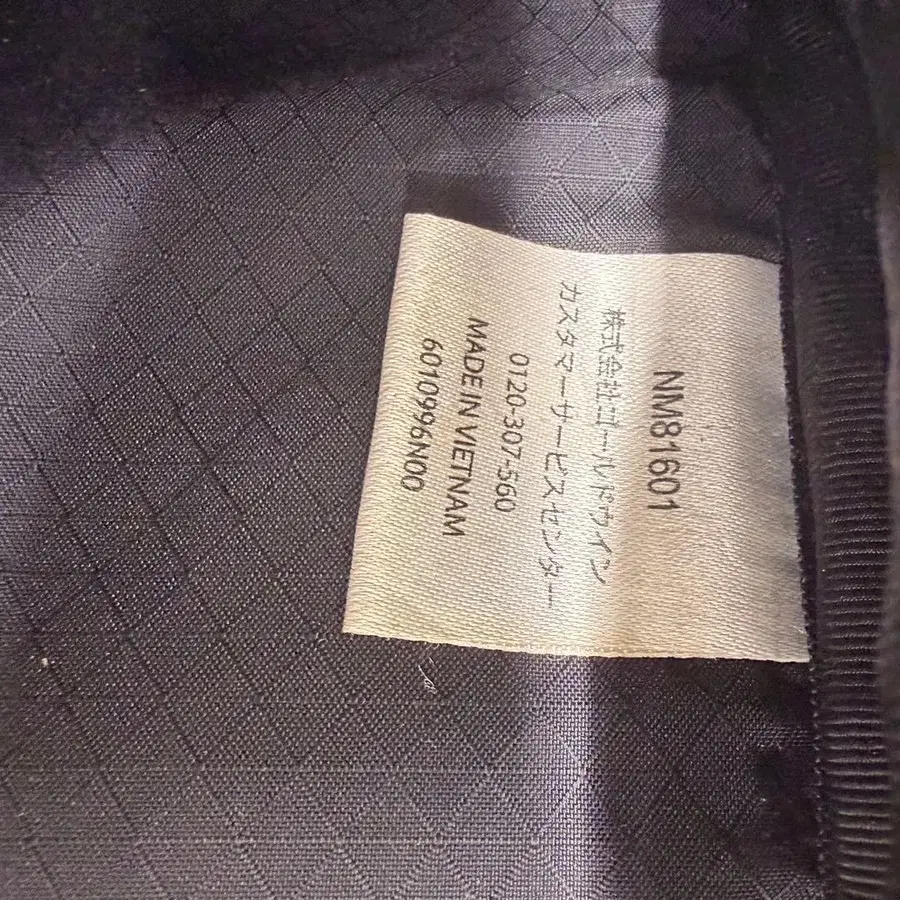 NM81601
株式会社ゴールドウイン
カスタマーサービスセンター
0120-307-560
MADE IN VIETNAM
6010996N00